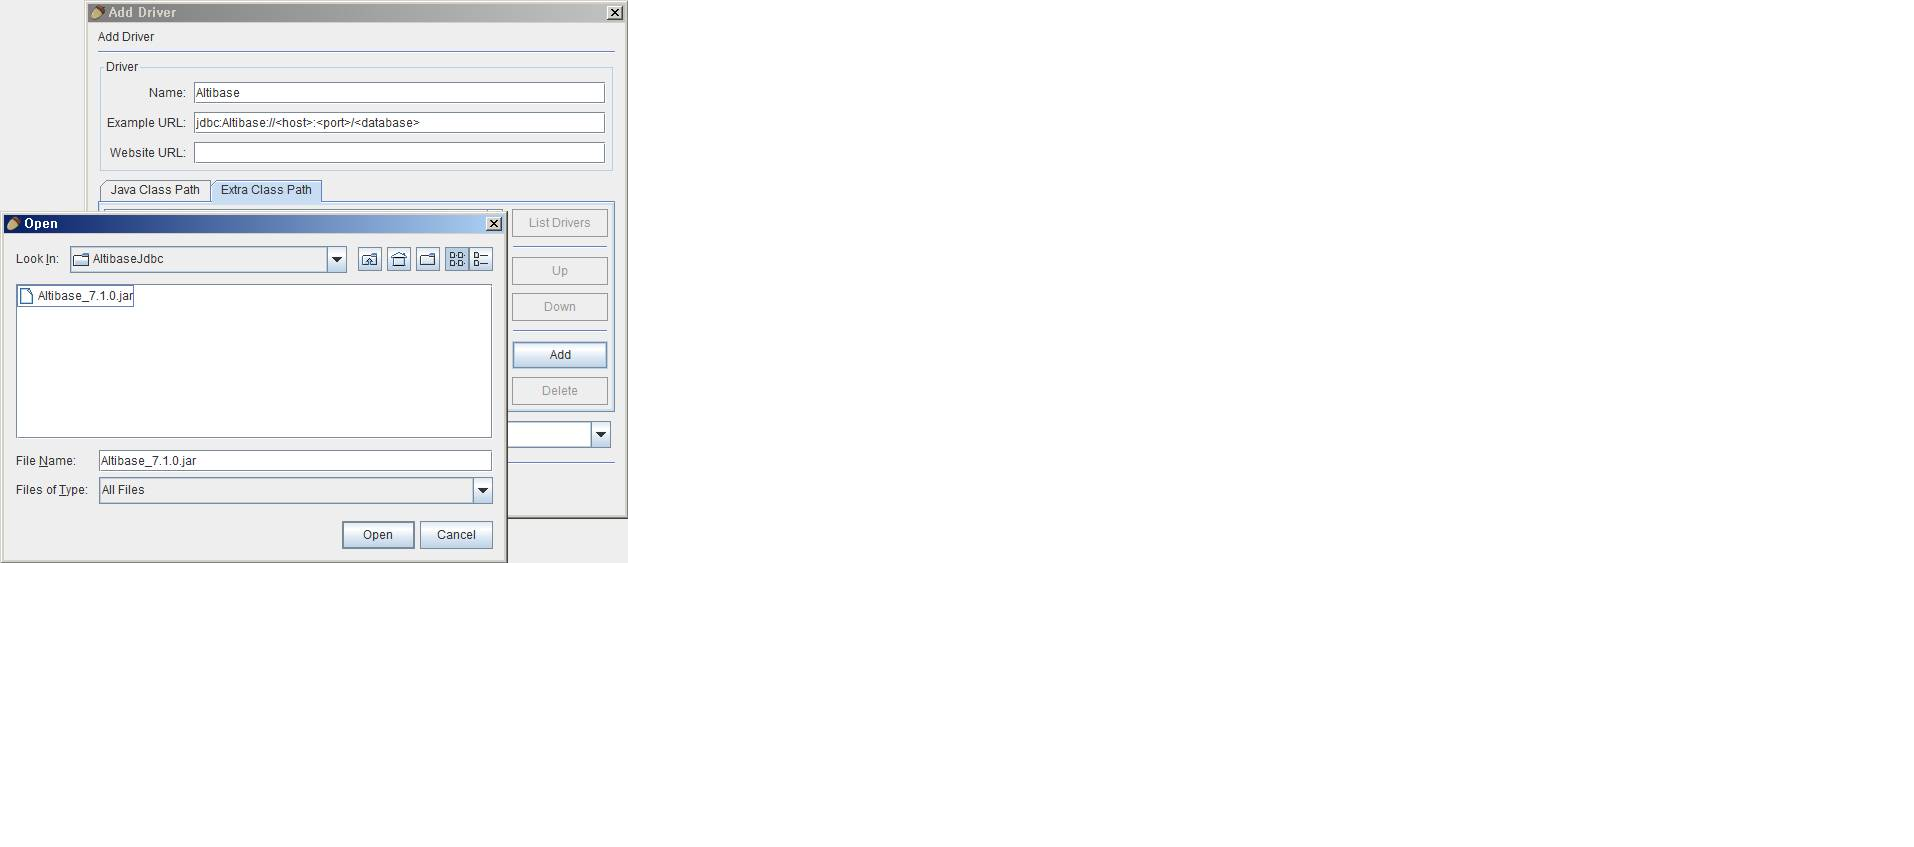 Add Driver
Add Driver
Driver
Name: Altibase
Example URL: jdbc:Altibase://<host>:<port>/<database>
Website URL:
Java Class Path Extra Class Path
List Drivers
Up
Down
Add
Delete
Open
Look In: AltibaseJdbc
Altibase_7.1.0.jar
File Name: Altibase_7.1.0.jar
Files of Type: All Files
Open Cancel